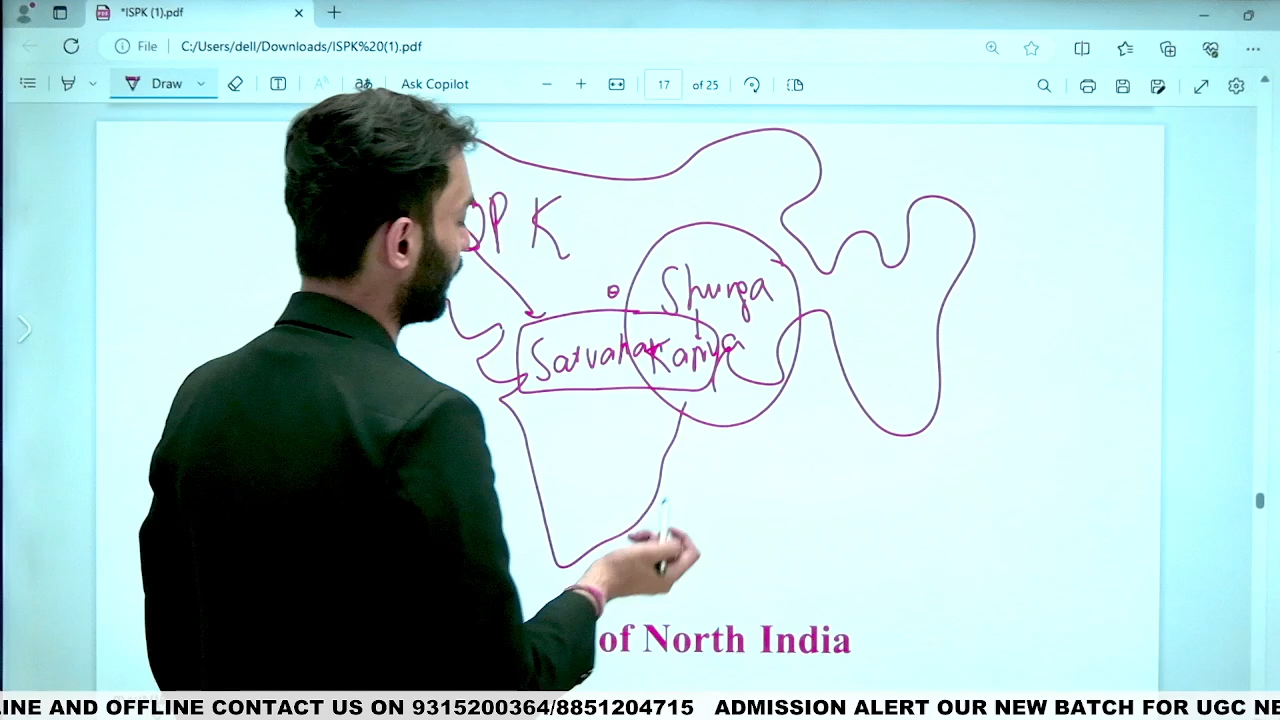 *ISPK (1).pdf
File | C:/Users/dell/Downloads/ISPK%20(1).pdf
Draw Ask Copilot 17 of 25
P K
Shunga
Satvaha Kanva
of North India
LINE AND OFFLINE CONTACT US ON 9315200364/8851204715 ADMISSION ALERT OUR NEW BATCH FOR UGC NE